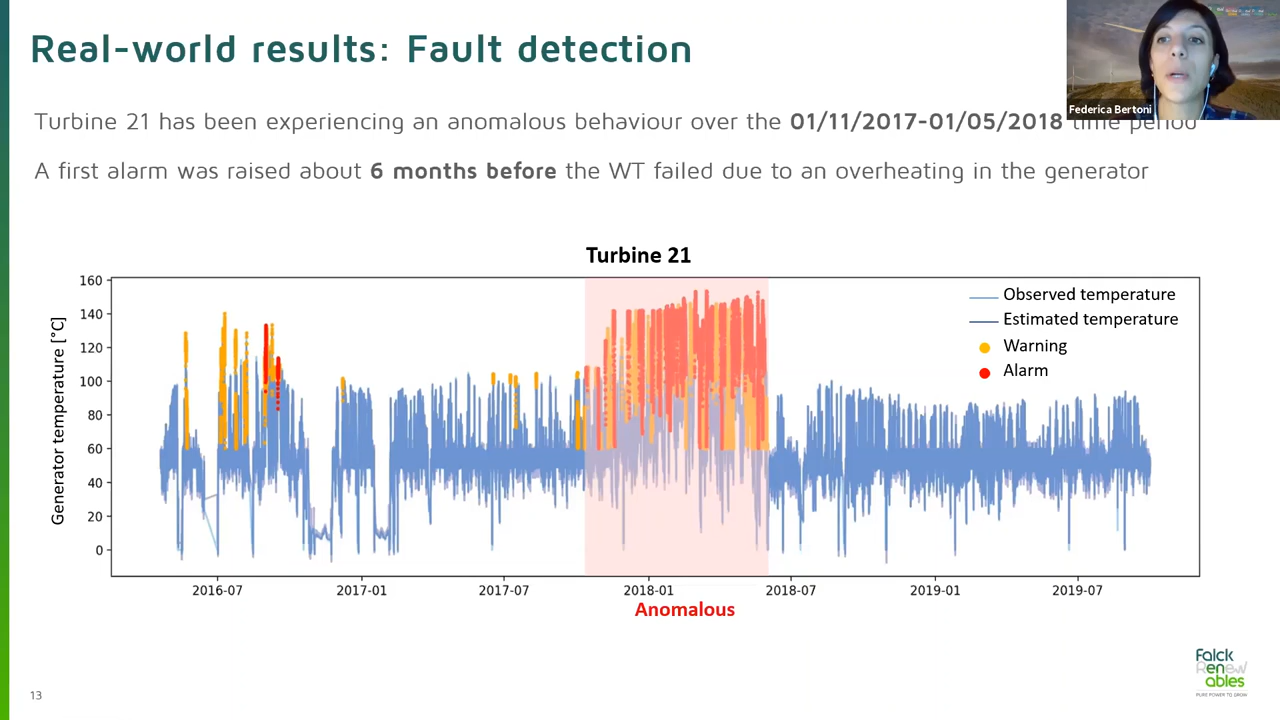 Real-world results: Fault detection
Federica Bertoni
Turbine 21 has been experiencing an anomalous behaviour over the 01/11/2017-01/05/2018 time period
A first alarm was raised about 6 months before the WT failed due to an overheating in the generator
Turbine 21
Generator temperature [°C]
160
140
120
100
80
60
40
20
0
Observed temperature
Estimated temperature
Warning
Alarm
2016-07 2017-01 2017-07 2018-01 2018-07 2019-01 2019-07
Anomalous
13
Falck
Renewables
PURE POWER TO GROW